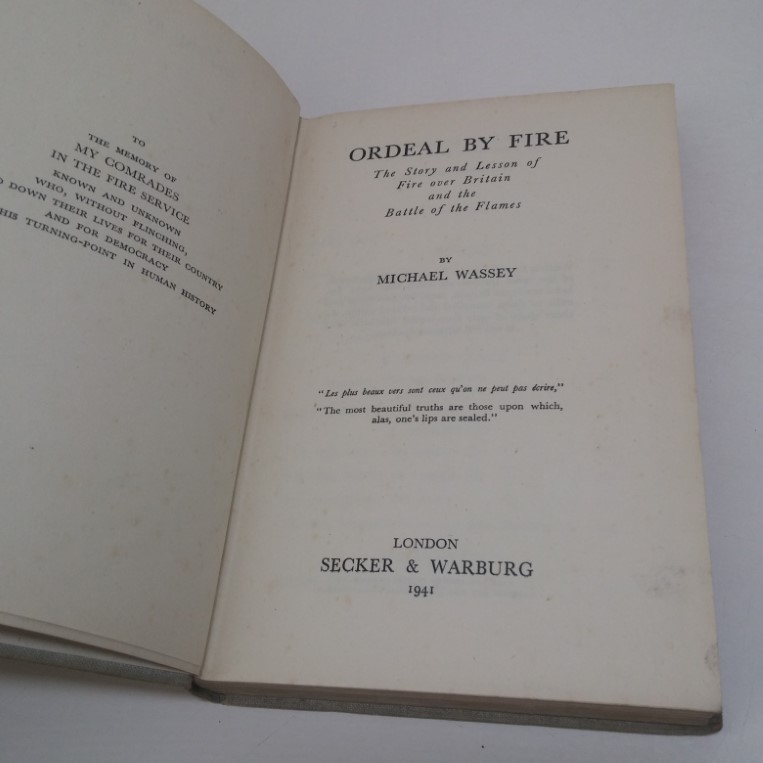 TO
THE MEMORY OF
MY COMRADES
IN THE FIRE SERVICE
KNOWN AND UNKNOWN
WHO, WITHOUT FLINCHING,
DOWN THEIR LIVES FOR THEIR COUNTRY
AND FOR DEMOCRACY
TURNING-POINT IN HUMAN HISTORY
ORDEAL BY FIRE
The Story and Lesson of
Fire over Britain
and the
Battle of the Flames
BY
MICHAEL WASSEY
"Les plus beaux vers sont ceux qu'on ne peut pas écrire,"
"The most beautiful truths are those upon which,
alas, one's lips are sealed."
LONDON
SECKER & WARBURG
1941